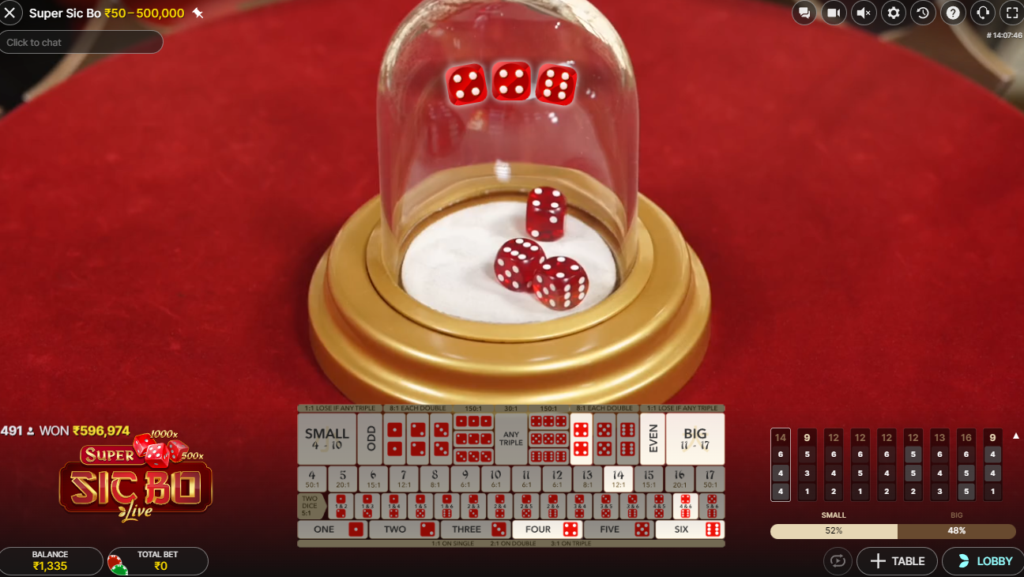 Super Sic Bo ₹50–500,000
Click to chat
# 14:07:46
491 WON ₹596,974
1000x
SUPER 500x
SIC BO
Live
1:1 LOSE IF ANY TRIPLE 8:1 EACH DOUBLE 150:1 30:1 150:1 8:1 EACH DOUBLE 1:1 LOSE IF ANY TRIPLE
SMALL 4 - 10 ODD ANY TRIPLE EVEN BIG 11 - 17
4 5 6 7 8 9 10 11 12 13 14 15 16 17
50:1 20:1 15:1 12:1 8:1 6:1 6:1 6:1 6:1 8:1 12:1 15:1 20:1 50:1
TWO DICE 5:1
ONE TWO THREE FOUR FIVE SIX
1:1 ON SINGLE 2:1 ON DOUBLE 3:1 ON TRIPLE
14 9 12 12 12 12 13 16 9
6 5 6 5 6 5 6 6 4
4 3 4 5 4 5 4 5 4
4 1 2 2 2 2 3 5 1
SMALL BIG
52% 48%
BALANCE
₹1,335
TOTAL BET
₹0
TABLE
LOBBY